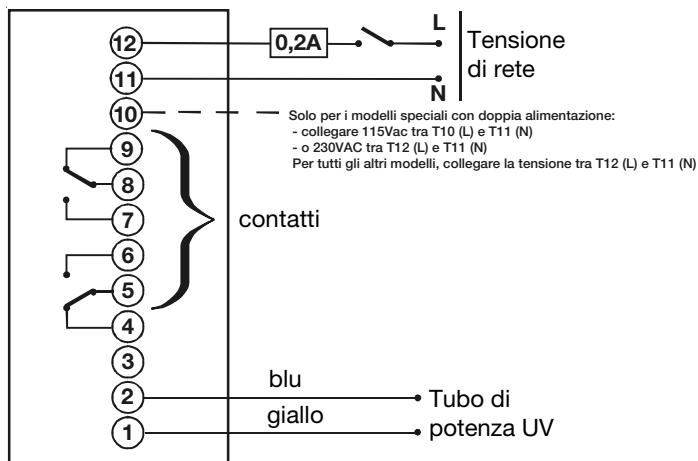 12
0,2A
L
Tensione
di rete
11
N
10
Solo per i modelli speciali con doppia alimentazione:
- collegare 115Vac tra T10 (L) e T11 (N)
- o 230VAC tra T12 (L) e T11 (N)
Per tutti gli altri modelli, collegare la tensione tra T12 (L) e T11 (N)
9
8
7
contatti
6
5
4
3
blu
2
Tubo di
potenza UV
giallo
1